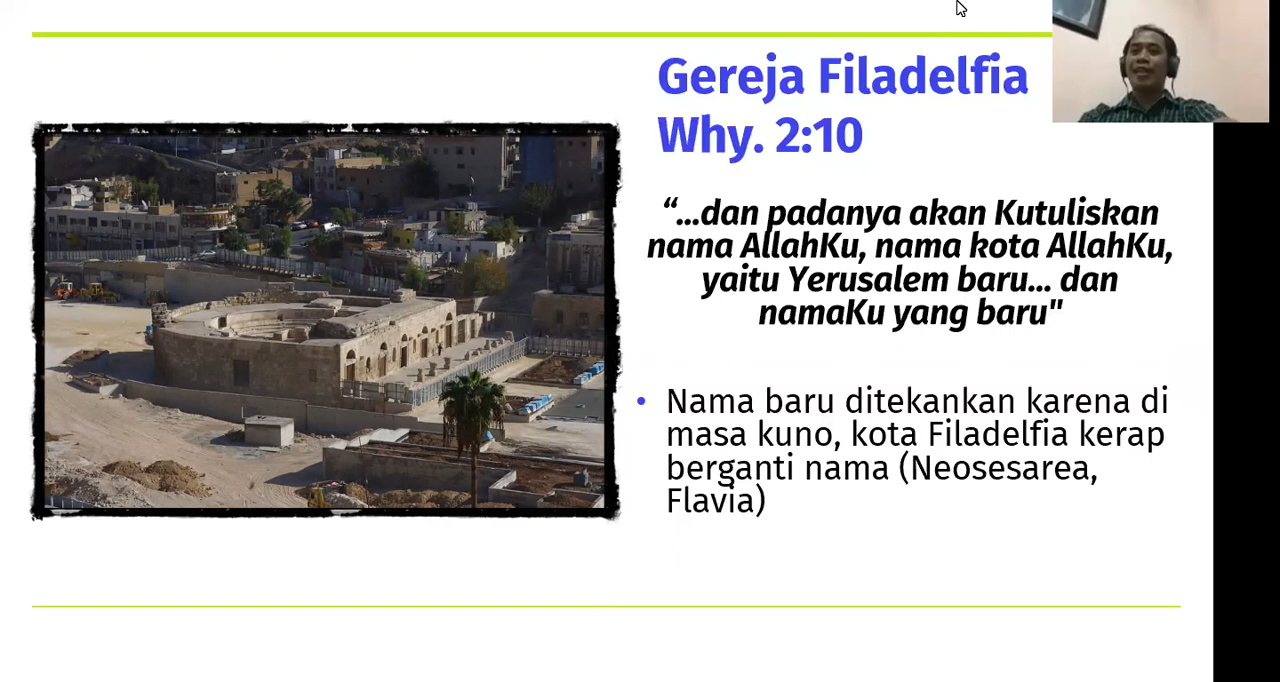 Gereja Filadelfia
Why. 2:10
“...dan padanya akan Kutuliskan
nama AllahKu, nama kota AllahKu,
yaitu Yerusalem baru... dan
namaKu yang baru"
• Nama baru ditekankan karena di
masa kuno, kota Filadelfia kerap
berganti nama (Neosesarea,
Flavia)